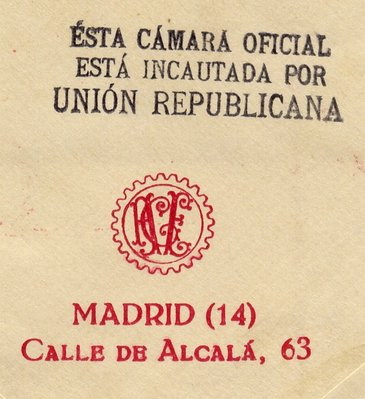 ÉSTA CÁMARA OFICIAL
ESTÁ INCAUTADA POR
UNIÓN REPUBLICANA
MADRID (14)
CALLE DE ALCALÁ, 63